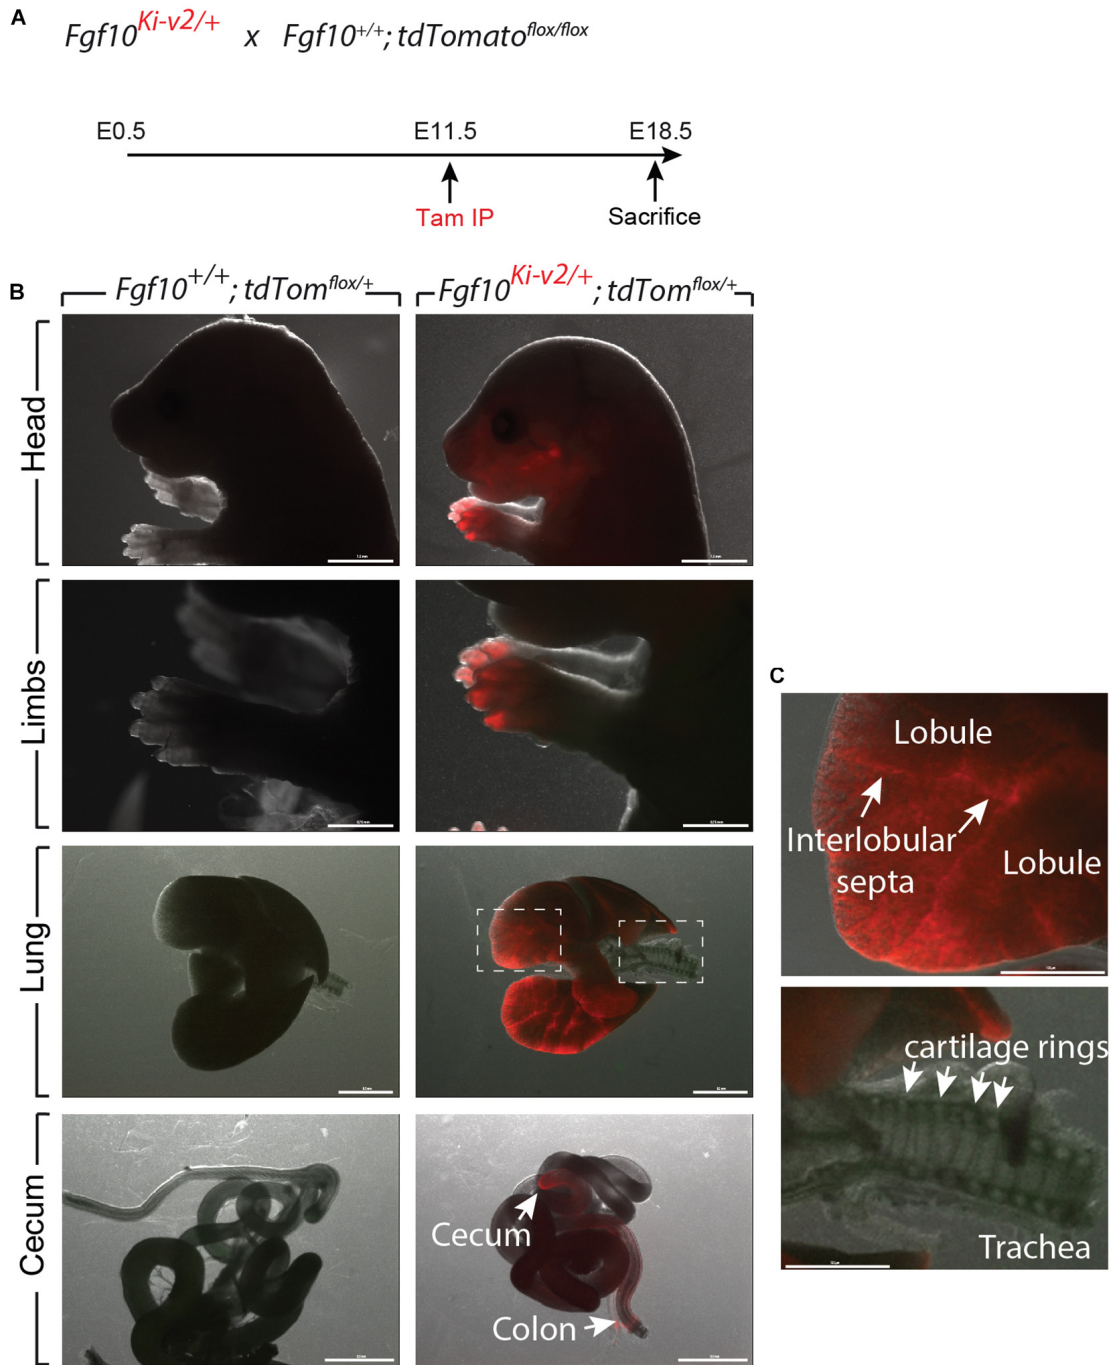 A
Fgf10Ki-v2/+ x Fgf10+/+; tdTomatoflox/flox
E0.5 E11.5 E18.5
Tam IP Sacrifice
B
Fgf10+/+; tdTomflox/+ Fgf10Ki-v2/+; tdTomflox/+
Head
Limbs
Lung
Cecum
Cecum
Colon
C
Lobule
Interlobular
septa
Lobule
cartilage rings
Trachea